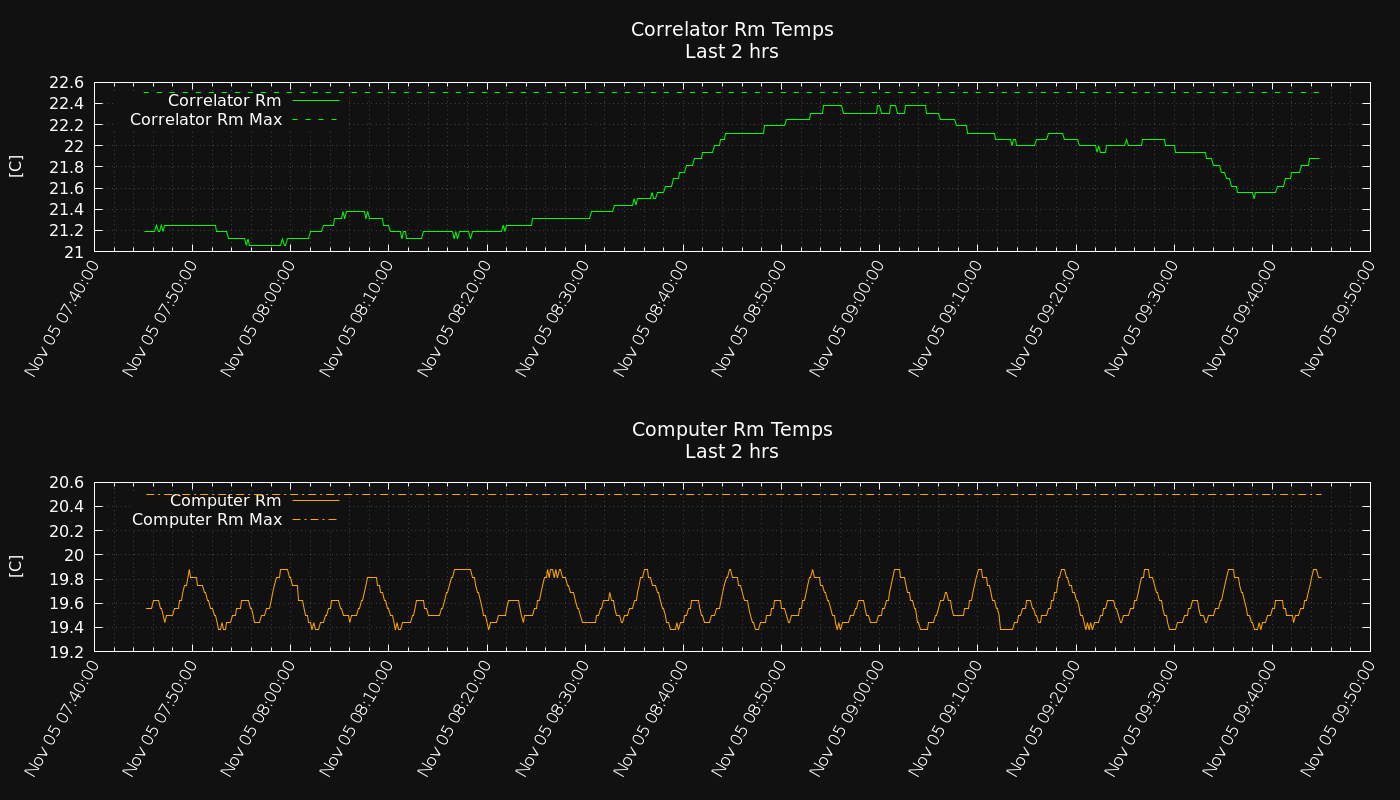 Correlator Rm Temps
Last 2 hrs
[C]
22.6
22.4
22.2
22
21.8
21.6
21.4
21.2
21
Correlator Rm
Correlator Rm Max
Nov 05 07:40:00
Nov 05 07:50:00
Nov 05 08:00:00
Nov 05 08:10:00
Nov 05 08:20:00
Nov 05 08:30:00
Nov 05 08:40:00
Nov 05 08:50:00
Nov 05 09:00:00
Nov 05 09:10:00
Nov 05 09:20:00
Nov 05 09:30:00
Nov 05 09:40:00
Nov 05 09:50:00
Computer Rm Temps
Last 2 hrs
[C]
20.6
20.4
20.2
20
19.8
19.6
19.4
19.2
Computer Rm
Computer Rm Max
Nov 05 07:40:00
Nov 05 07:50:00
Nov 05 08:00:00
Nov 05 08:10:00
Nov 05 08:20:00
Nov 05 08:30:00
Nov 05 08:40:00
Nov 05 08:50:00
Nov 05 09:00:00
Nov 05 09:10:00
Nov 05 09:20:00
Nov 05 09:30:00
Nov 05 09:40:00
Nov 05 09:50:00